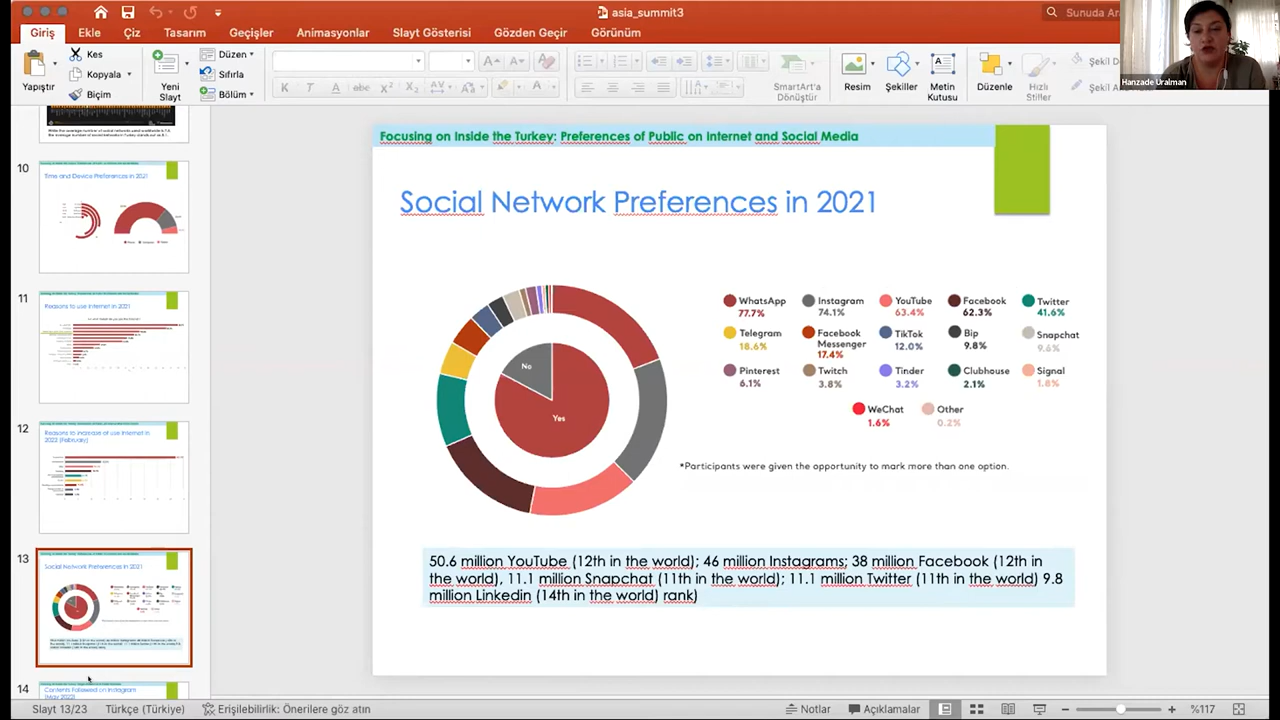 asia_summit3
Sunuda Ar
Giriş Ekle Çiz Tasarım Geçişler Animasyonlar Slayt Gösterisi Gözden Geçir Görünüm
Yapıştır
Kes
Kopyala
Biçim
Yeni
Slayt
Düzen
Sıfırla
Bölüm
K T A abc X² X₂ AV Aa
SmartArt'a
Dönüştür
Resim
Şekiller
Metin
Kutusu
Düzenle
Hızlı
Stiller
Şekil
Hanzade Uralman
10
Time and Device Preferences in 2021
11
Reasons to use Internet in 2021
12
Reasons to increase of use Internet in
2022 (February)
13
Social Network Preferences in 2021
14
Contents Followed on Instagram
(May 2022)
Focusing on Inside the Turkey; Preferences of Public on Internet and Social Media
Social Network Preferences in 2021
No
Yes
WhatsApp Instagram YouTube Facebook Twitter
77.7% 74.1% 63.4% 62.3% 41.6%
Telegram Facebook Messenger TikTok Bip Snapchat
18.6% 17.4% 12.0% 9.8% 9.6%
Pinterest Twitch Tinder Clubhouse Signal
6.1% 3.8% 3.2% 2.1% 1.8%
WeChat Other
1.6% 0.2%
*Participants were given the opportunity to mark more than one option.
50.6 million YouTube (12th in the world); 46 million Instagrams; 38 million Facebook (12th in
the world), 11.1 million Snapchat (11th in the world); 11.1 million Twitter (11th in the world) 9.8
million Linkedin (14th in the world) rank)
Slayt 13/23 Türkçe (Türkiye) Erişilebilirlik: Önerilere göz atın Notlar Açıklamalar %117